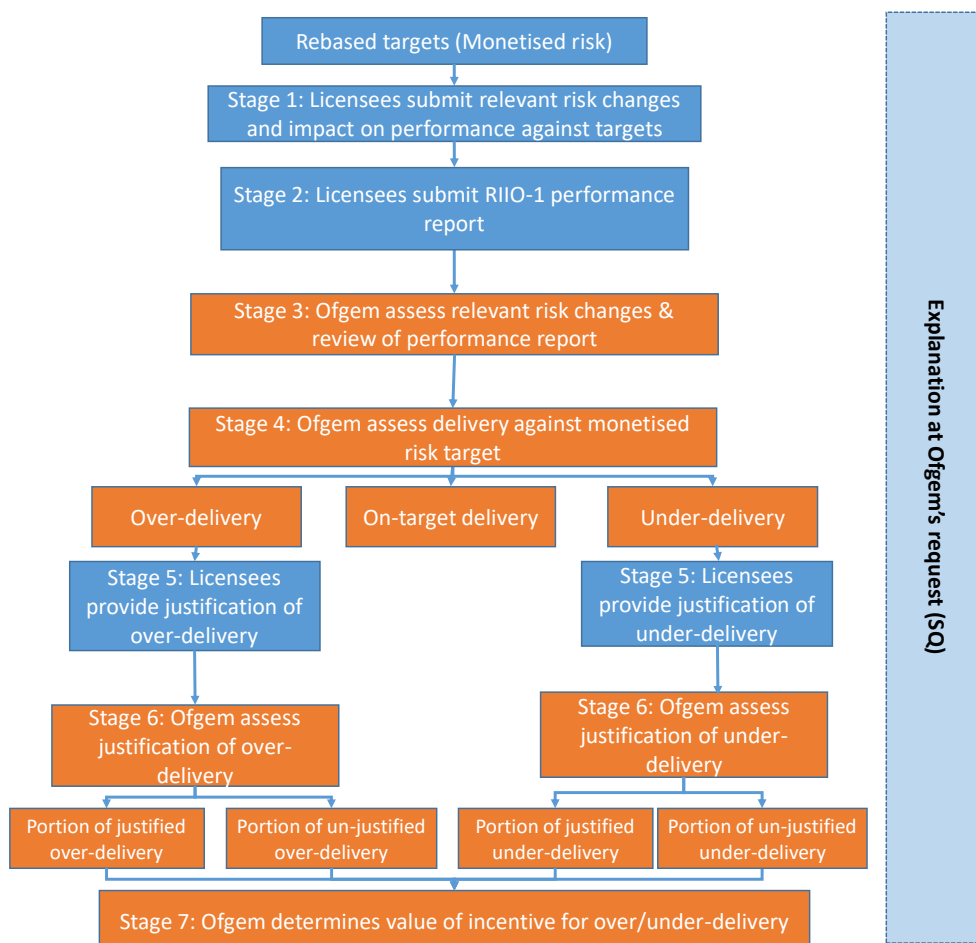 Rebased targets (Monetised risk)
Stage 1: Licensees submit relevant risk changes
and impact on performance against targets
Stage 2: Licensees submit RIIO-1 performance
report
Stage 3: Ofgem assess relevant risk changes &
review of performance report
Stage 4: Ofgem assess delivery against monetised
risk target
Over-delivery
On-target delivery
Under-delivery
Stage 5: Licensees
provide justification of
over-delivery
Stage 5: Licensees
provide justification of
under-delivery
Stage 6: Ofgem assess
justification of over-
delivery
Stage 6: Ofgem assess
justification of under-
delivery
Portion of justified
over-delivery
Portion of un-justified
over-delivery
Portion of justified
under-delivery
Portion of un-justified
under-delivery
Stage 7: Ofgem determines value of incentive for over/under-delivery
Explanation at Ofgem's request (SQ)